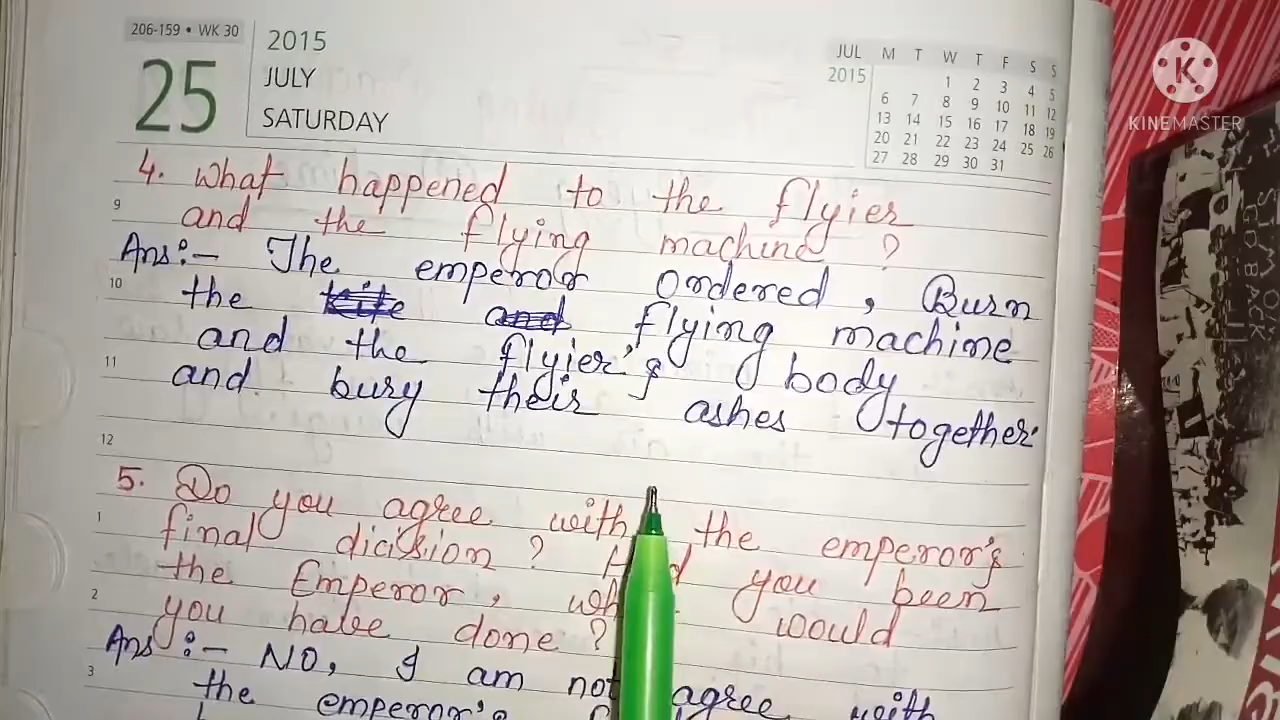 206-159 • WK 30
25
2015
JULY
SATURDAY
JUL M T W T F S S
2015 1 2 3 4 5
6 7 8 9 10 11 12
13 14 15 16 17 18 19
20 21 22 23 24 25 26
27 28 29 30 31
KINEMASTER
4. What happened to the flyier
9 and the flying machine ?
Ans:- The emperor ordered, Burn
10 the flying machine
and the flyier's body
11 and bury their ashes together.
12
5. Do you agree with the emperor's
1 final dicision ? you been
2 the Emperor, would
you have done ?
Ans:- NO, I am not agree with
3 the emperor's
SIMON
GO BACK